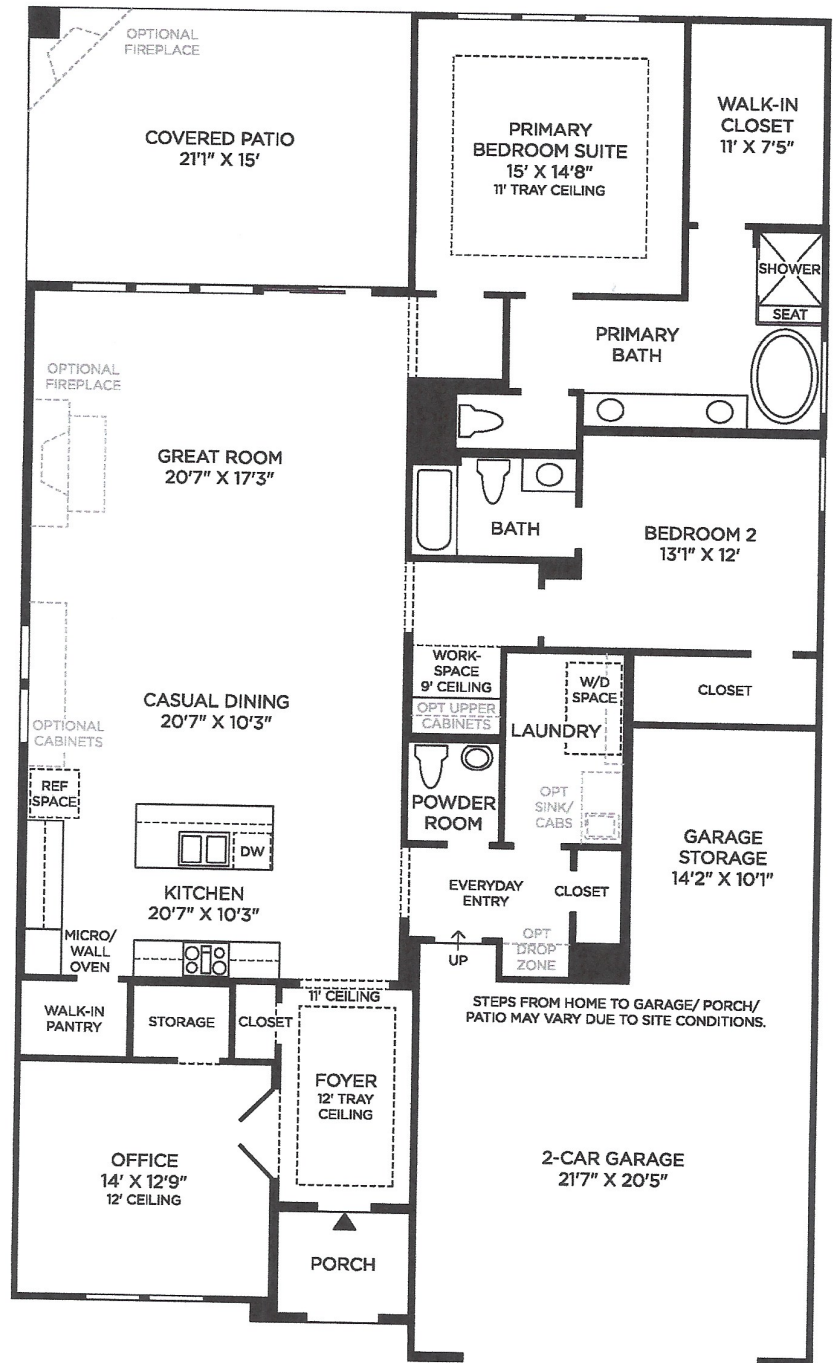 OPTIONAL
FIREPLACE
COVERED PATIO
21'1" X 15'
PRIMARY
BEDROOM SUITE
15' X 14'8"
11' TRAY CEILING
WALK-IN
CLOSET
11' X 7'5"
SHOWER
SEAT
PRIMARY
BATH
OPTIONAL
FIREPLACE
GREAT ROOM
20'7" X 17'3"
BATH
BEDROOM 2
13'1" X 12'
WORK-
SPACE
9' CEILING
OPT UPPER
CABINETS
W/D
SPACE
LAUNDRY
CLOSET
CASUAL DINING
20'7" X 10'3"
OPTIONAL
CABINETS
REF
SPACE
POWDER
ROOM
OPT
SINK/
CABS
GARAGE
STORAGE
14'2" X 10'1"
DW
KITCHEN
20'7" X 10'3"
EVERYDAY
ENTRY
CLOSET
MICRO/
WALL
OVEN
UP
OPT
DROP
ZONE
WALK-IN
PANTRY
STORAGE
CLOSET
11' CEILING
STEPS FROM HOME TO GARAGE/ PORCH/
PATIO MAY VARY DUE TO SITE CONDITIONS.
FOYER
12' TRAY
CEILING
OFFICE
14' X 12'9"
12' CEILING
2-CAR GARAGE
21'7" X 20'5"
PORCH